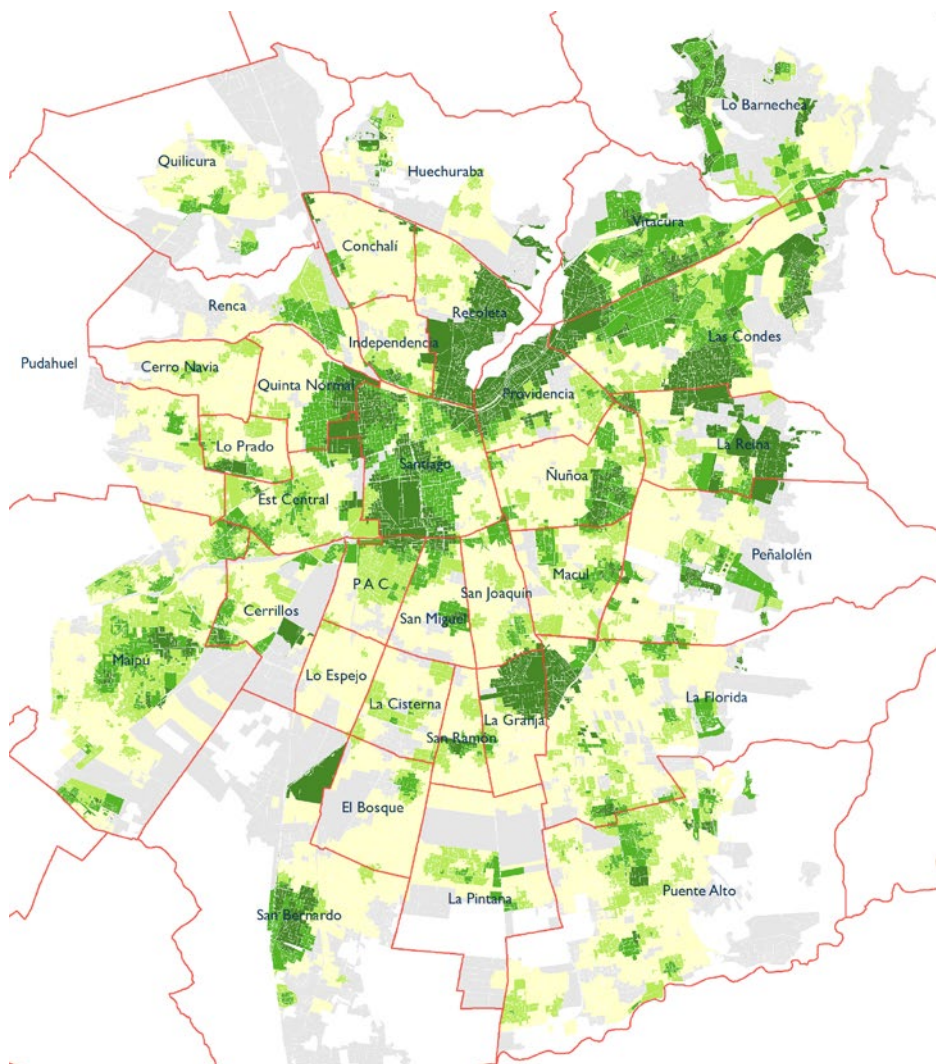 Lo Barnechea
Quilicura
Huechuraba
Vitacura
Conchalí
Renca
Recoleta
Independencia
Las Condes
Pudahuel
Cerro Navia
Quinta Normal
Providencia
Lo Prado
La Reina
Santiago
Ñuñoa
Est Central
Peñalolén
P A C
Macul
San Joaquín
Cerrillos
San Miguel
Maipú
Lo Espejo
La Cisterna
La Florida
La Granja
San Ramón
El Bosque
Puente Alto
La Pintana
San Bernardo